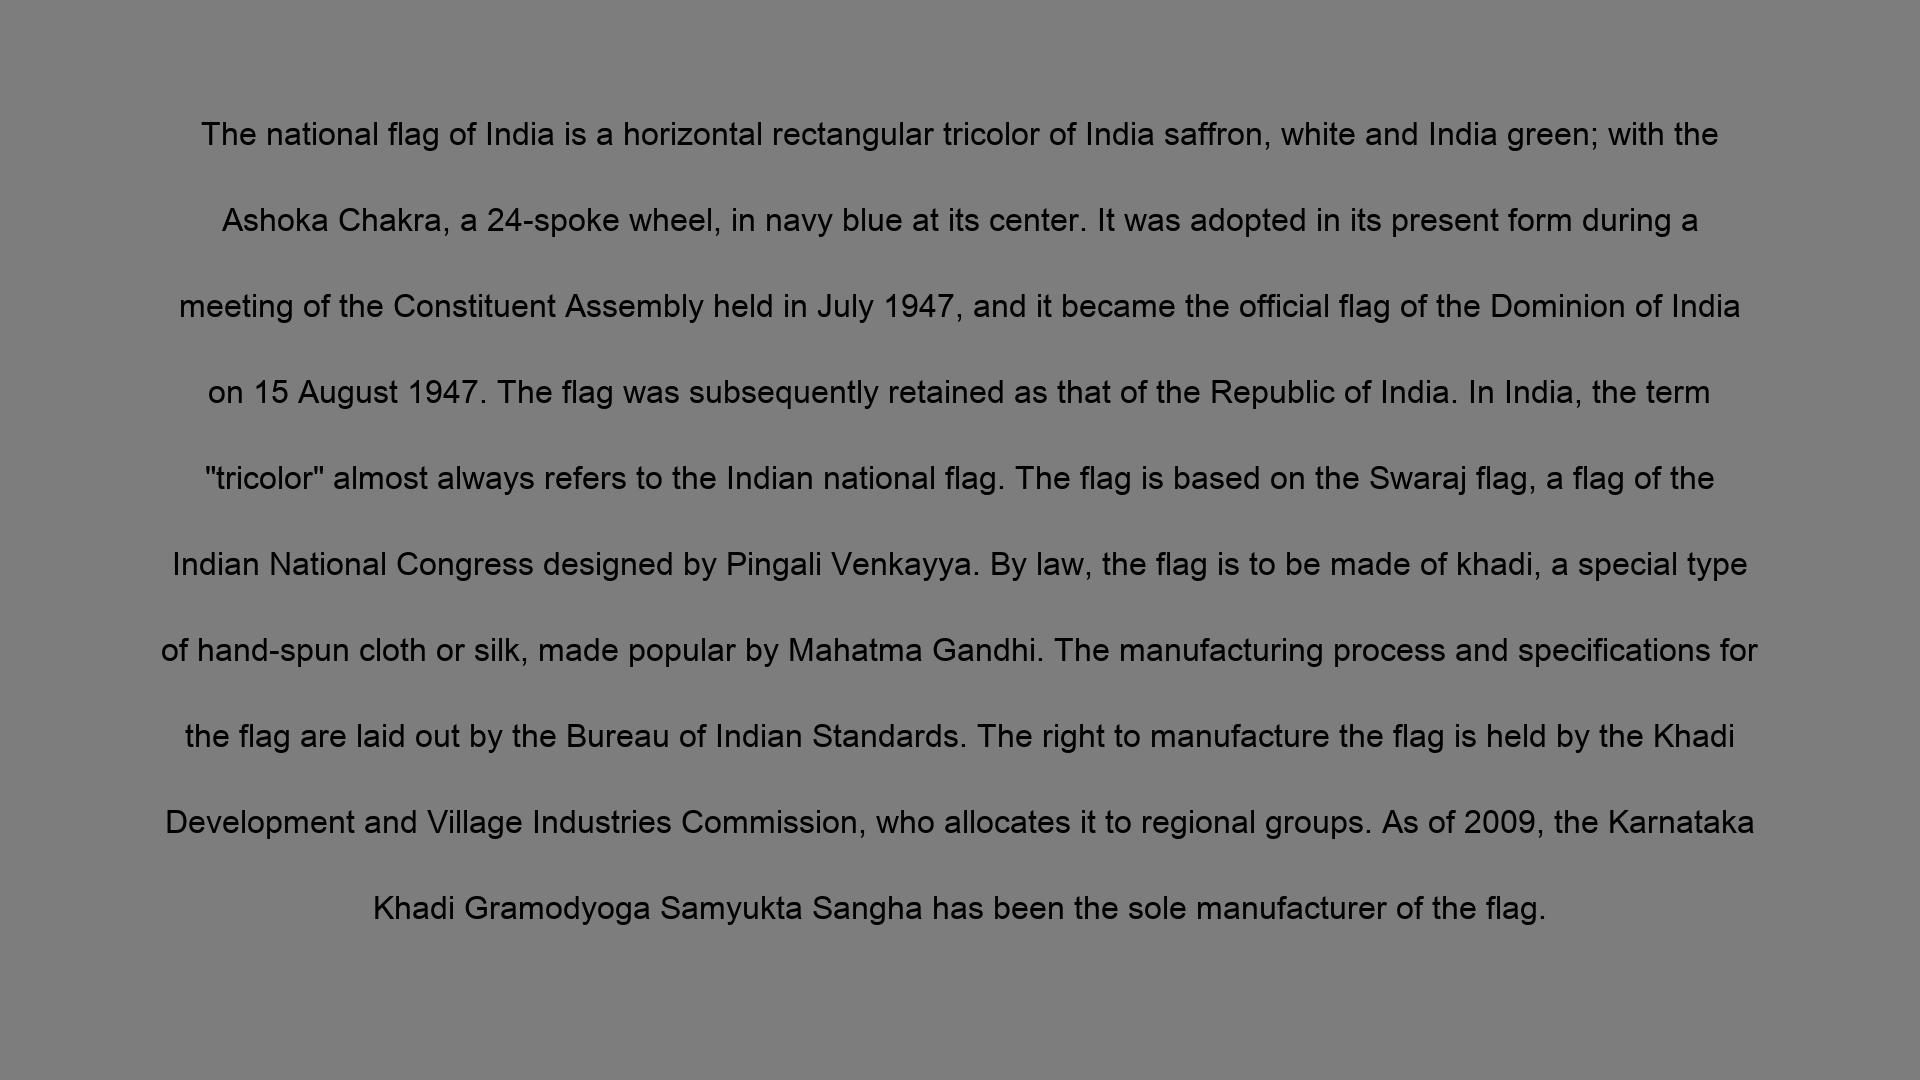 The national flag of India is a horizontal rectangular tricolor of India saffron, white and India green; with the
Ashoka Chakra, a 24-spoke wheel, in navy blue at its center. It was adopted in its present form during a
meeting of the Constituent Assembly held in July 1947, and it became the official flag of the Dominion of India
on 15 August 1947. The flag was subsequently retained as that of the Republic of India. In India, the term
"tricolor" almost always refers to the Indian national flag. The flag is based on the Swaraj flag, a flag of the
Indian National Congress designed by Pingali Venkayya. By law, the flag is to be made of khadi, a special type
of hand-spun cloth or silk, made popular by Mahatma Gandhi. The manufacturing process and specifications for
the flag are laid out by the Bureau of Indian Standards. The right to manufacture the flag is held by the Khadi
Development and Village Industries Commission, who allocates it to regional groups. As of 2009, the Karnataka
Khadi Gramodyoga Samyukta Sangha has been the sole manufacturer of the flag.